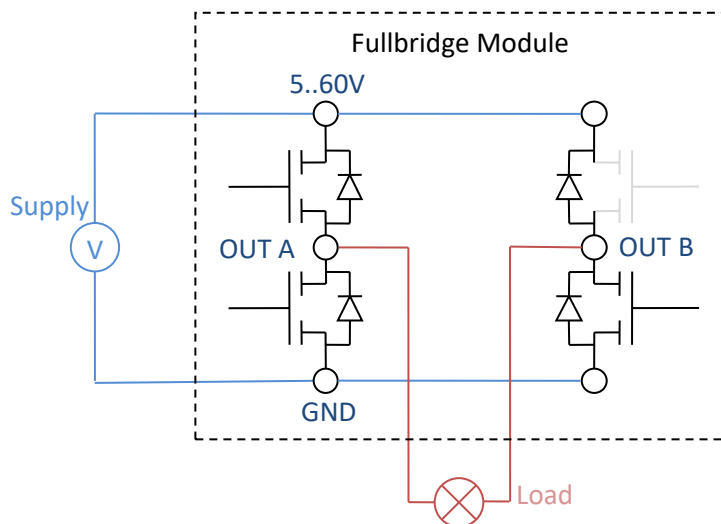 Fullbridge Module
5..60V
Supply
V
OUT A
OUT B
GND
Load